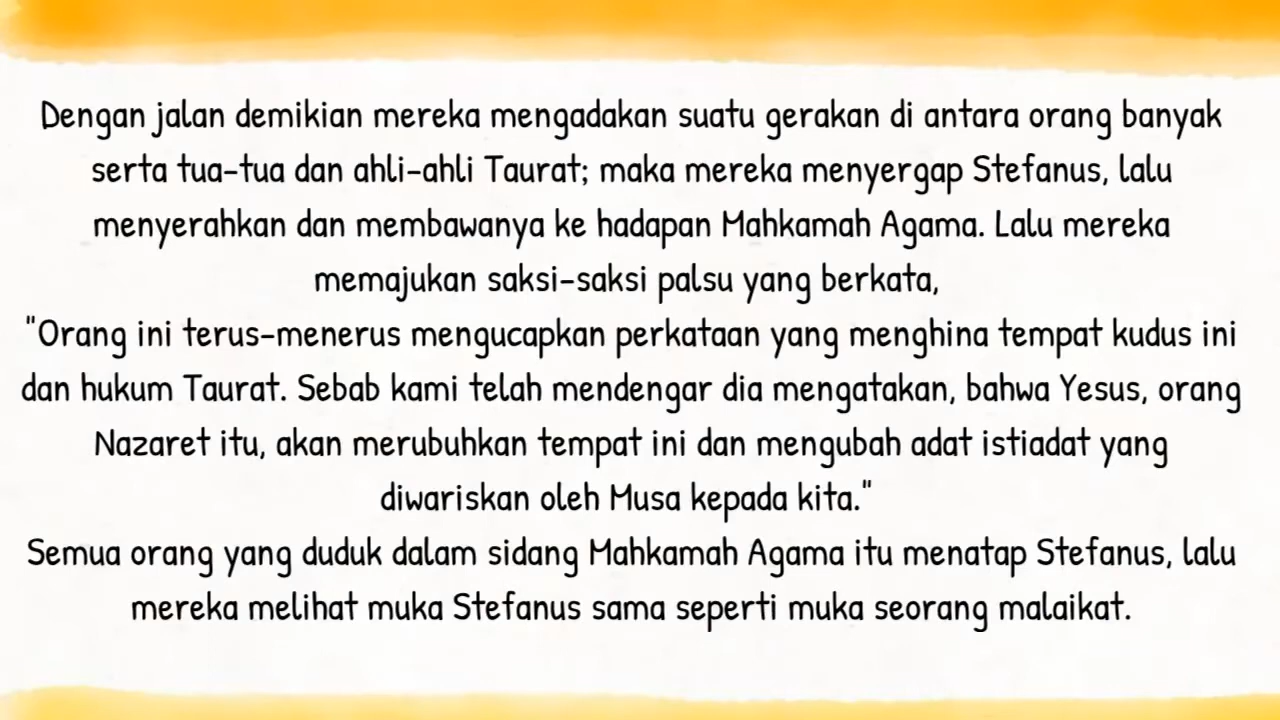 Dengan jalan demikian mereka mengadakan suatu gerakan di antara orang banyak
serta tua-tua dan ahli-ahli Taurat; maka mereka menyergap Stefanus, lalu
menyerahkan dan membawanya ke hadapan Mahkamah Agama. Lalu mereka
memajukan saksi-saksi palsu yang berkata,
"Orang ini terus-menerus mengucapkan perkataan yang menghina tempat kudus ini
dan hukum Taurat. Sebab kami telah mendengar dia mengatakan, bahwa Yesus, orang
Nazaret itu, akan merubuhkan tempat ini dan mengubah adat istiadat yang
diwariskan oleh Musa kepada kita."
Semua orang yang duduk dalam sidang Mahkamah Agama itu menatap Stefanus, lalu
mereka melihat muka Stefanus sama seperti muka seorang malaikat.